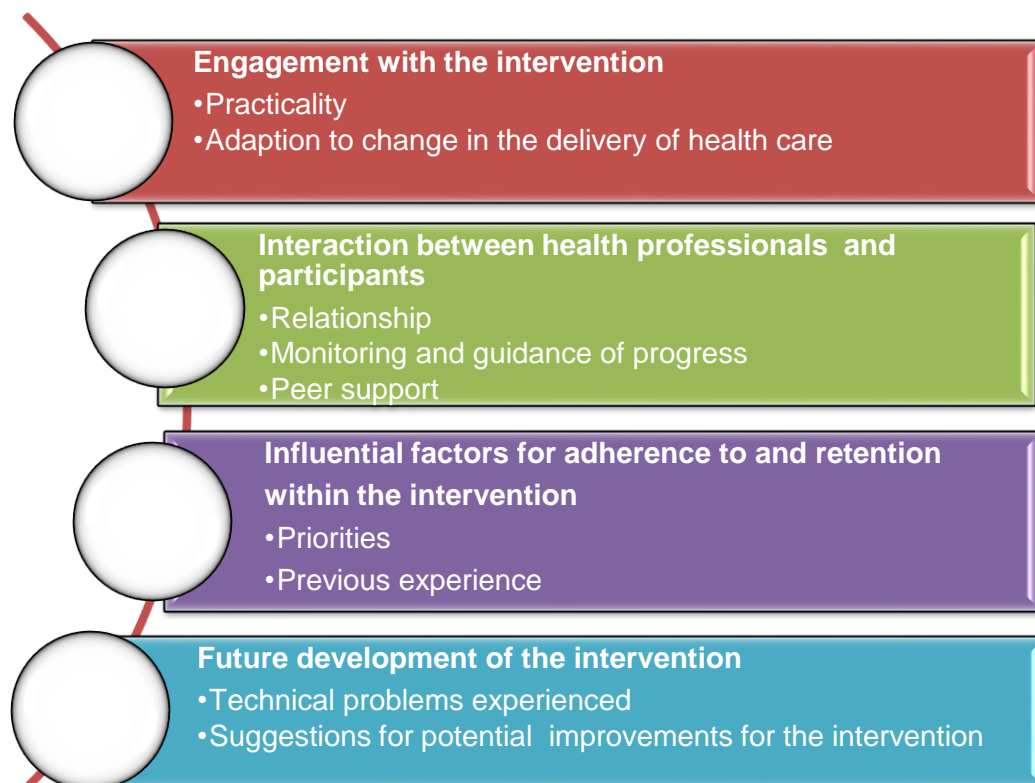 Engagement with the intervention
•Practicality
•Adaption to change in the delivery of health care
Interaction between health professionals  and
participants
•Relationship
•Monitoring and guidance of progress
•Peer support
Influential factors for adherence to and retention
within the intervention
•Priorities
•Previous experience
Future development of the intervention
•Technical problems experienced
•Suggestions for potential  improvements for the intervention